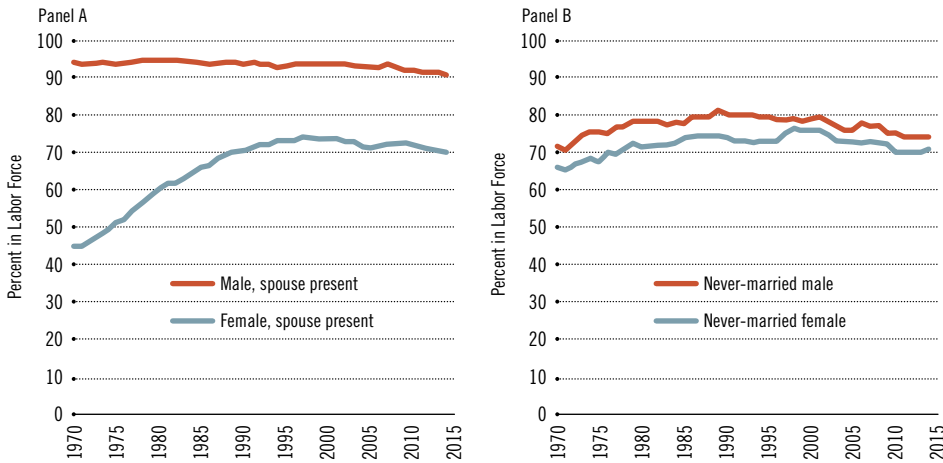 Panel A
100
90
80
70
60
50
40
30
20
10
0
Percent in Labor Force
Male, spouse present
Female, spouse present
1970 1975 1980 1985 1990 1995 2000 2005 2010 2015
Panel B
100
90
80
70
60
50
40
30
20
10
0
Percent in Labor Force
Never-married male
Never-married female
1970 1975 1980 1985 1990 1995 2000 2005 2010 2015